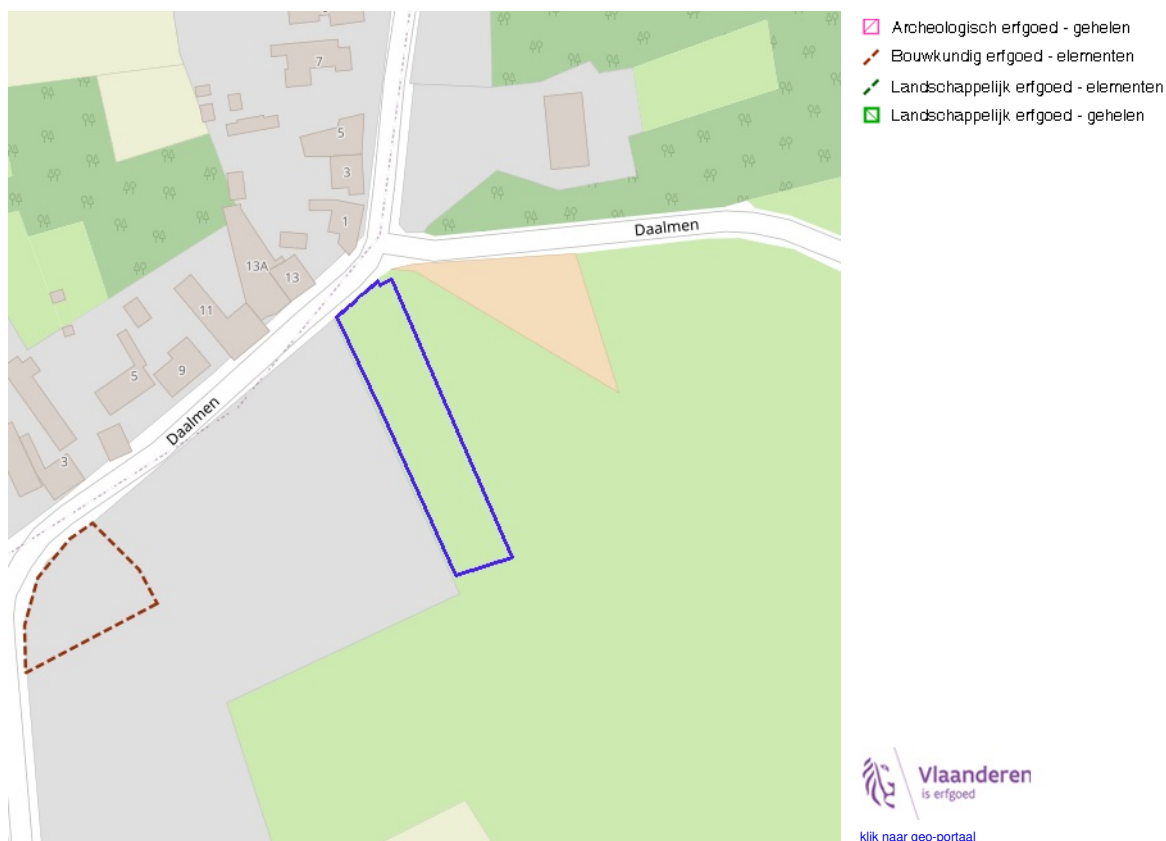 7
5
3
1
Daalmen
13A
13
11
9
5
Daalmen
3
Archeologisch erfgoed - gehelen
Bouwkundig erfgoed - elementen
Landschappelijk erfgoed - elementen
Landschappelijk erfgoed - gehelen
Vlaanderen
is erfgoed
klik naar geo-portaal